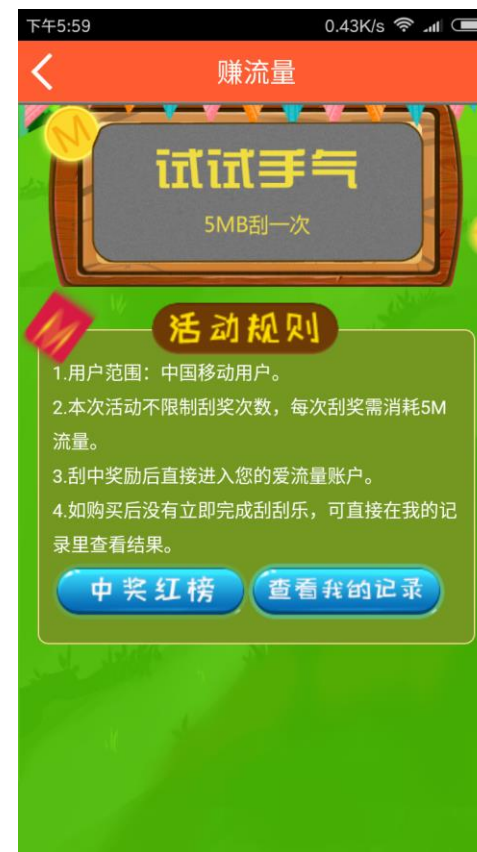 下午5:59
0.43K/s
赚流量
M
试试手气
5MB刮一次
M
活动规则
1.用户范围：中国移动用户。
2.本次活动不限制刮奖次数，每次刮奖需消耗5M
流量。
3.刮中奖励后直接进入您的爱流量账户。
4.如购买后没有立即完成刮刮乐，可直接在我的记
录里查看结果。
中奖红榜
查看我的记录